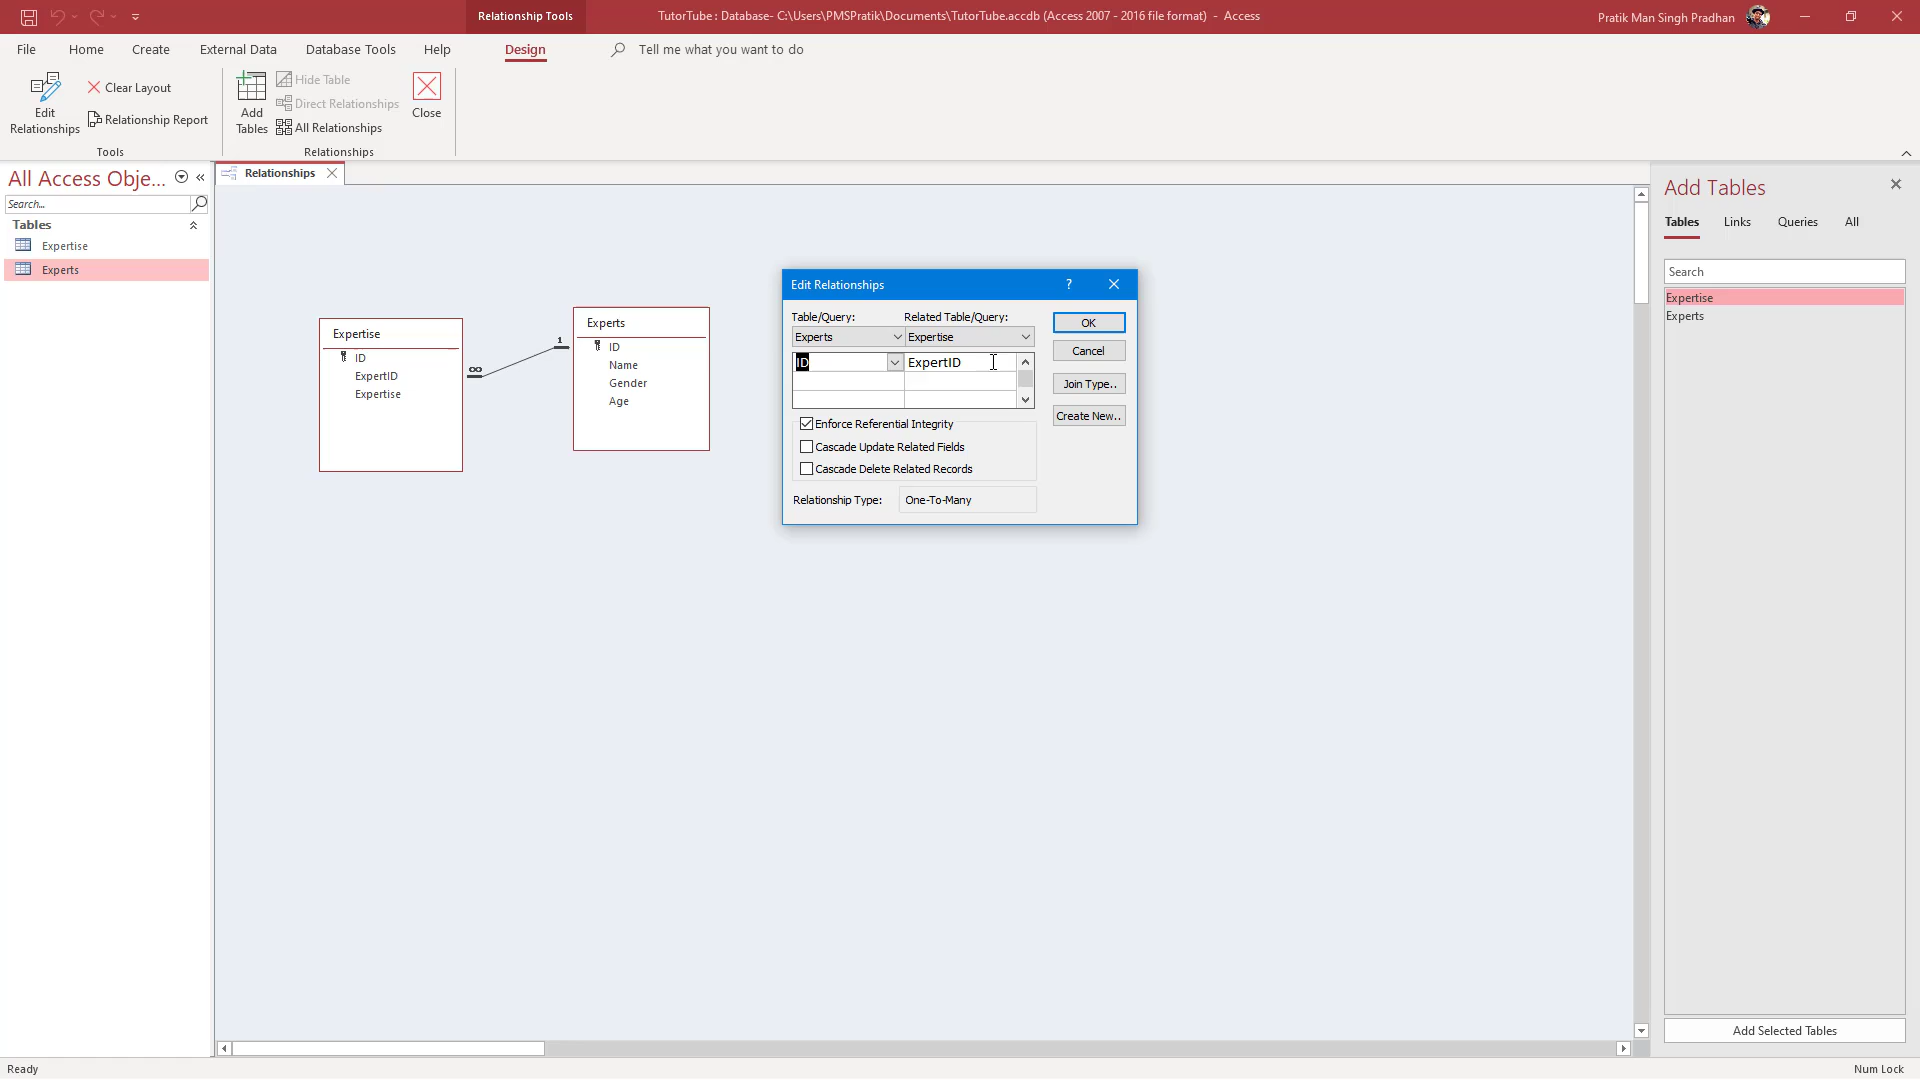 Relationship Tools
TutorTube : Database- C:\Users\PMSPratik\Documents\TutorTube.accdb (Access 2007 - 2016 file format) - Access
Pratik Man Singh Pradhan
File Home Create External Data Database Tools Help Design Tell me what you want to do
Edit Relationships
Clear Layout
Relationship Report
Tools
Add Tables
Hide Table
Direct Relationships
All Relationships
Close
Relationships
All Access Obje...
Search...
Tables
Expertise
Experts
Relationships
Expertise
ID
ExpertID
Expertise
∞
1
Experts
ID
Name
Gender
Age
Edit Relationships ?
Table/Query: Related Table/Query:
Experts Expertise
ID ExpertID
Enforce Referential Integrity
Cascade Update Related Fields
Cascade Delete Related Records
Relationship Type: One-To-Many
OK
Cancel
Join Type..
Create New..
Add Tables
Tables Links Queries All
Search
Expertise
Experts
Add Selected Tables
Ready
Num Lock